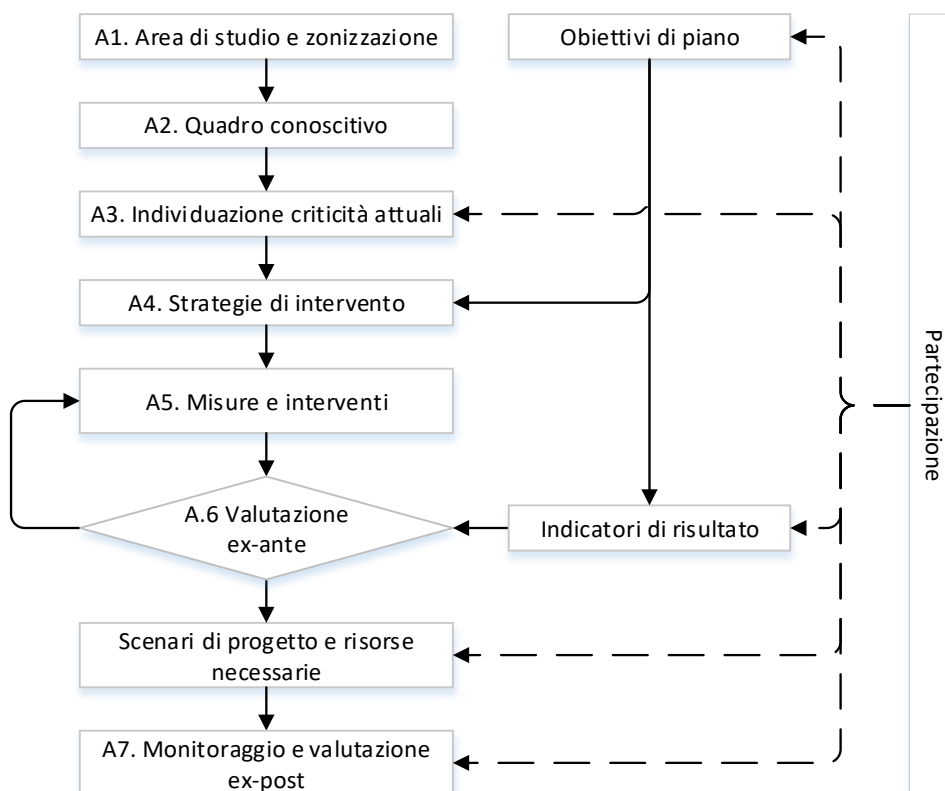 A1. Area di studio e zonizzazione
Obiettivi di piano
A2. Quadro conoscitivo
A3. Individuazione criticità attuali
A4. Strategie di intervento
A5. Misure e interventi
A.6 Valutazione
ex-ante
Indicatori di risultato
Scenari di progetto e risorse
necessarie
A7. Monitoraggio e valutazione
ex-post
Partecipazione